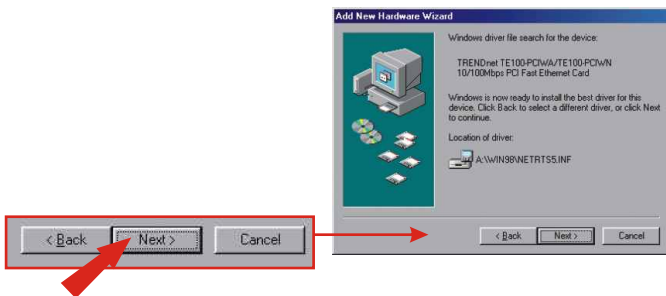 Add New Hardware Wizard
Windows driver file search for the device:
TRENDnet TE100-PCIWA/TE100-PCIWN
10/100Mbps PCI Fast Ethernet Card
Windows is now ready to install the best driver for this
device. Click Back to select a different driver, or click Next
to continue.
Location of driver:
A:\WIN98\NETRTS5.INF
< Back Next > Cancel
< Back Next > Cancel